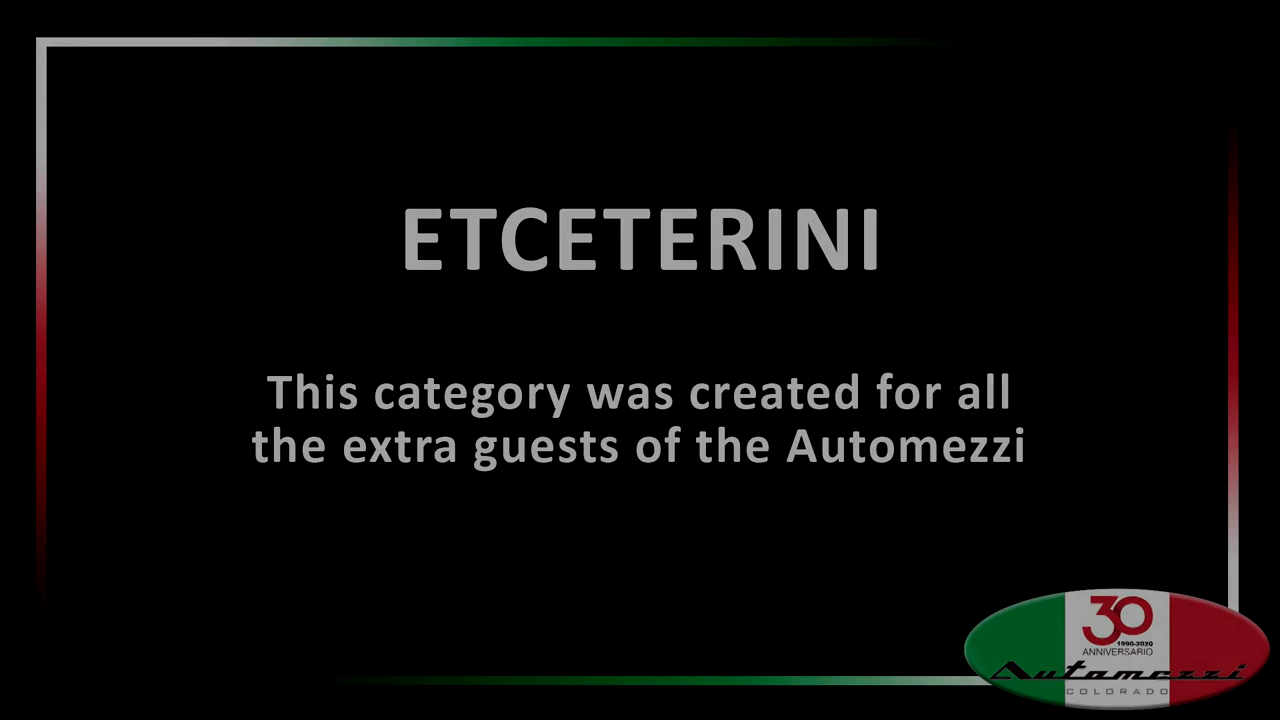 ETCETERINI
This category was created for all
the extra guests of the Automezzi
30
1990-2020
ANNIVERSARIO
Automezzi
COLORADO